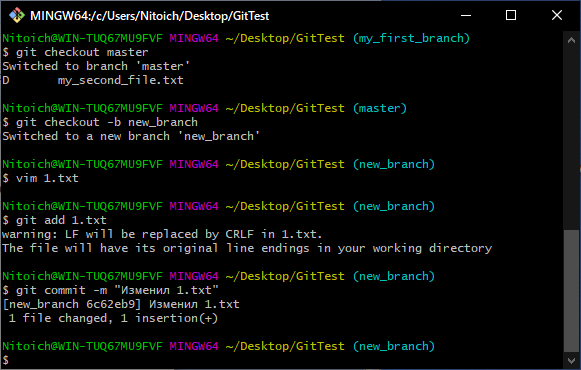 MINGW64:/c/Users/Nitoich/Desktop/GitTest
Nitoich@WIN-TUQ67MU9FVF MINGW64 ~/Desktop/GitTest (my_first_branch)
$ git checkout master
Switched to branch 'master'
D       my_second_file.txt
Nitoich@WIN-TUQ67MU9FVF MINGW64 ~/Desktop/GitTest (master)
$ git checkout -b new_branch
Switched to a new branch 'new_branch'
Nitoich@WIN-TUQ67MU9FVF MINGW64 ~/Desktop/GitTest (new_branch)
$ vim 1.txt
Nitoich@WIN-TUQ67MU9FVF MINGW64 ~/Desktop/GitTest (new_branch)
$ git add 1.txt
warning: LF will be replaced by CRLF in 1.txt.
The file will have its original line endings in your working directory
Nitoich@WIN-TUQ67MU9FVF MINGW64 ~/Desktop/GitTest (new_branch)
$ git commit -m "Изменил 1.txt"
[new_branch 6c62eb9] Изменил 1.txt
 1 file changed, 1 insertion(+)
Nitoich@WIN-TUQ67MU9FVF MINGW64 ~/Desktop/GitTest (new_branch)
$